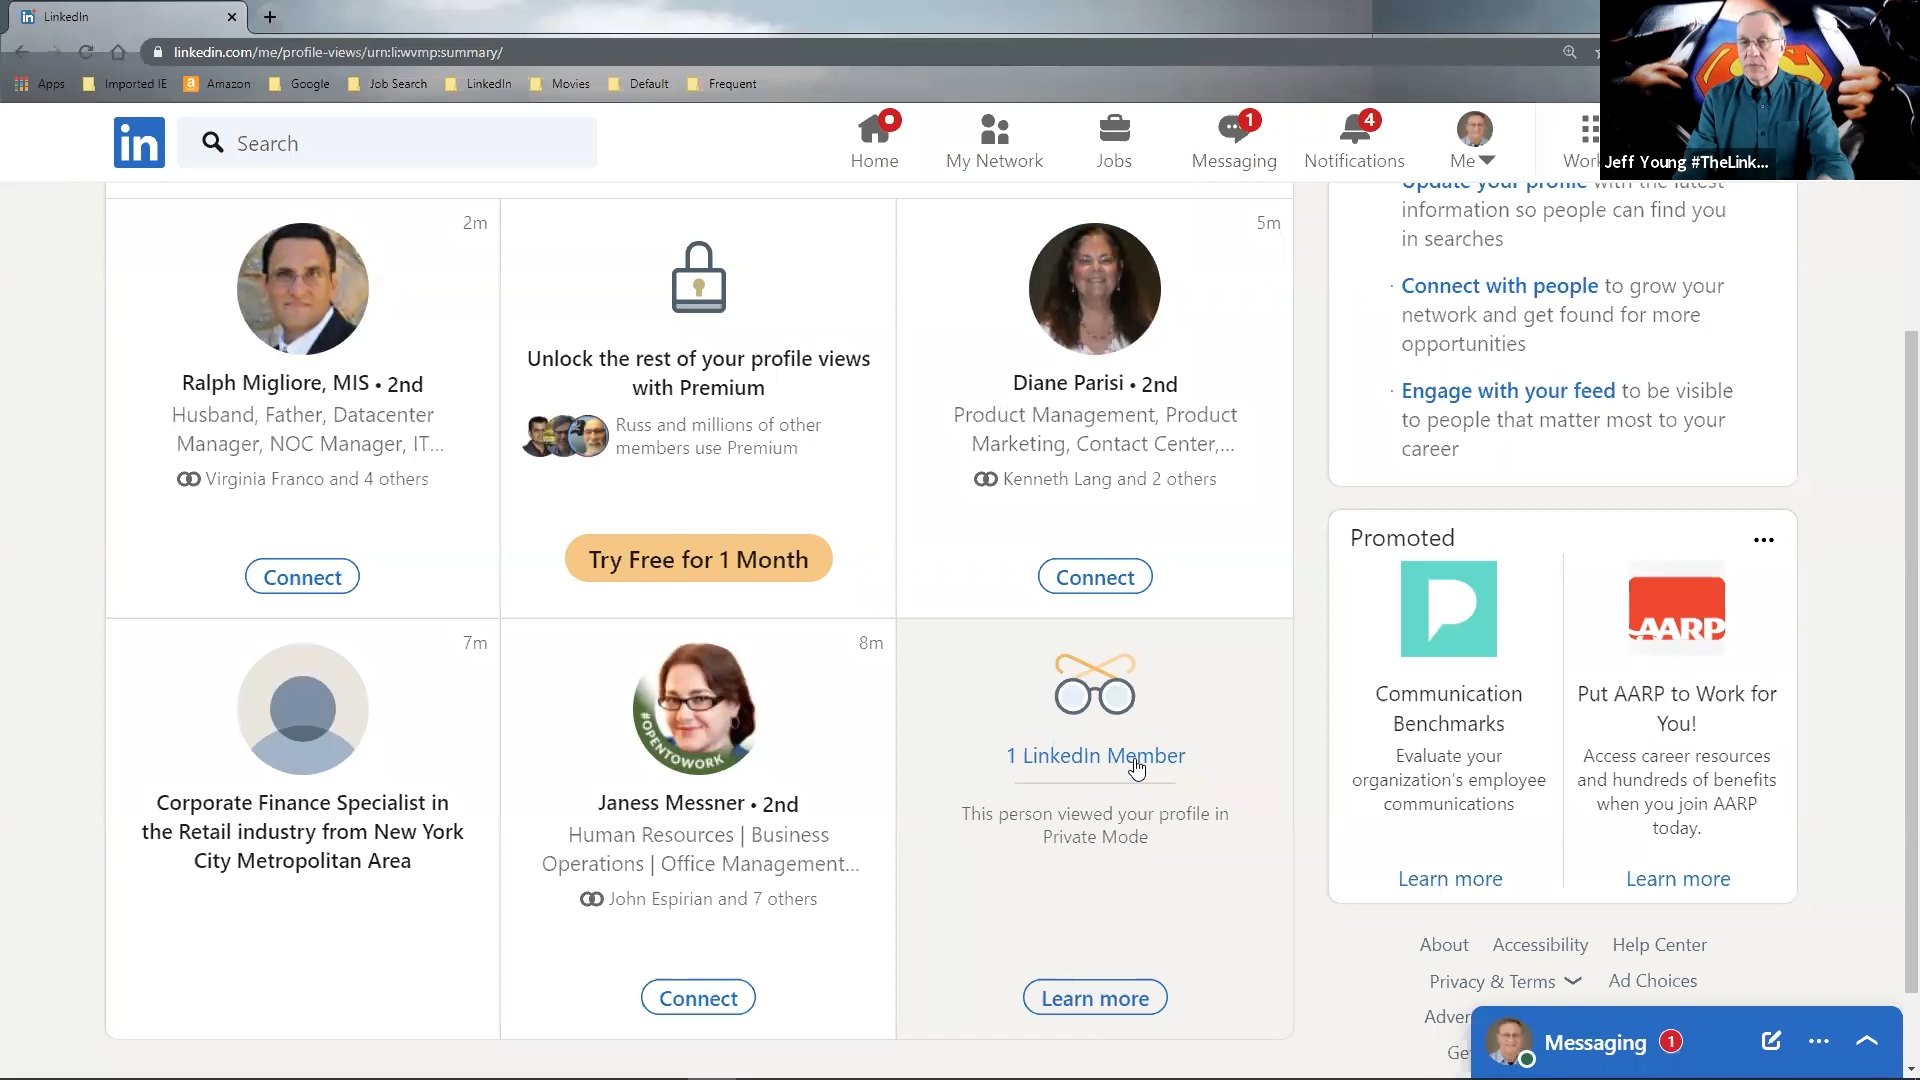 LinkedIn
linkedin.com/me/profile-views/urn:li:wvmp:summary/
Apps
Imported IE
Amazon
Google
Job Search
LinkedIn
Movies
Default
Frequent
in
Search
Home
My Network
Jobs
1
Messaging
4
Notifications
Me
Jeff Young #TheLink...
2m
Ralph Migliore, MIS • 2nd
Husband, Father, Datacenter
Manager, NOC Manager, IT...
Virginia Franco and 4 others
Connect
Unlock the rest of your profile views
with Premium
Russ and millions of other
members use Premium
Try Free for 1 Month
5m
Diane Parisi • 2nd
Product Management, Product
Marketing, Contact Center,...
Kenneth Lang and 2 others
Connect
7m
Corporate Finance Specialist in
the Retail industry from New York
City Metropolitan Area
8m
#OPENTOWORK
Janess Messner • 2nd
Human Resources | Business
Operations | Office Management...
John Espirian and 7 others
Connect
1 LinkedIn Member
This person viewed your profile in
Private Mode
Learn more
Update your profile with the latest
information so people can find you
in searches
· Connect with people to grow your
network and get found for more
opportunities
· Engage with your feed to be visible
to people that matter most to your
career
Promoted
Communication
Benchmarks
Evaluate your
organization's employee
communications
Learn more
AARP
Put AARP to Work for
You!
Access career resources
and hundreds of benefits
when you join AARP
today.
Learn more
About Accessibility Help Center
Privacy & Terms Ad Choices
Messaging 1